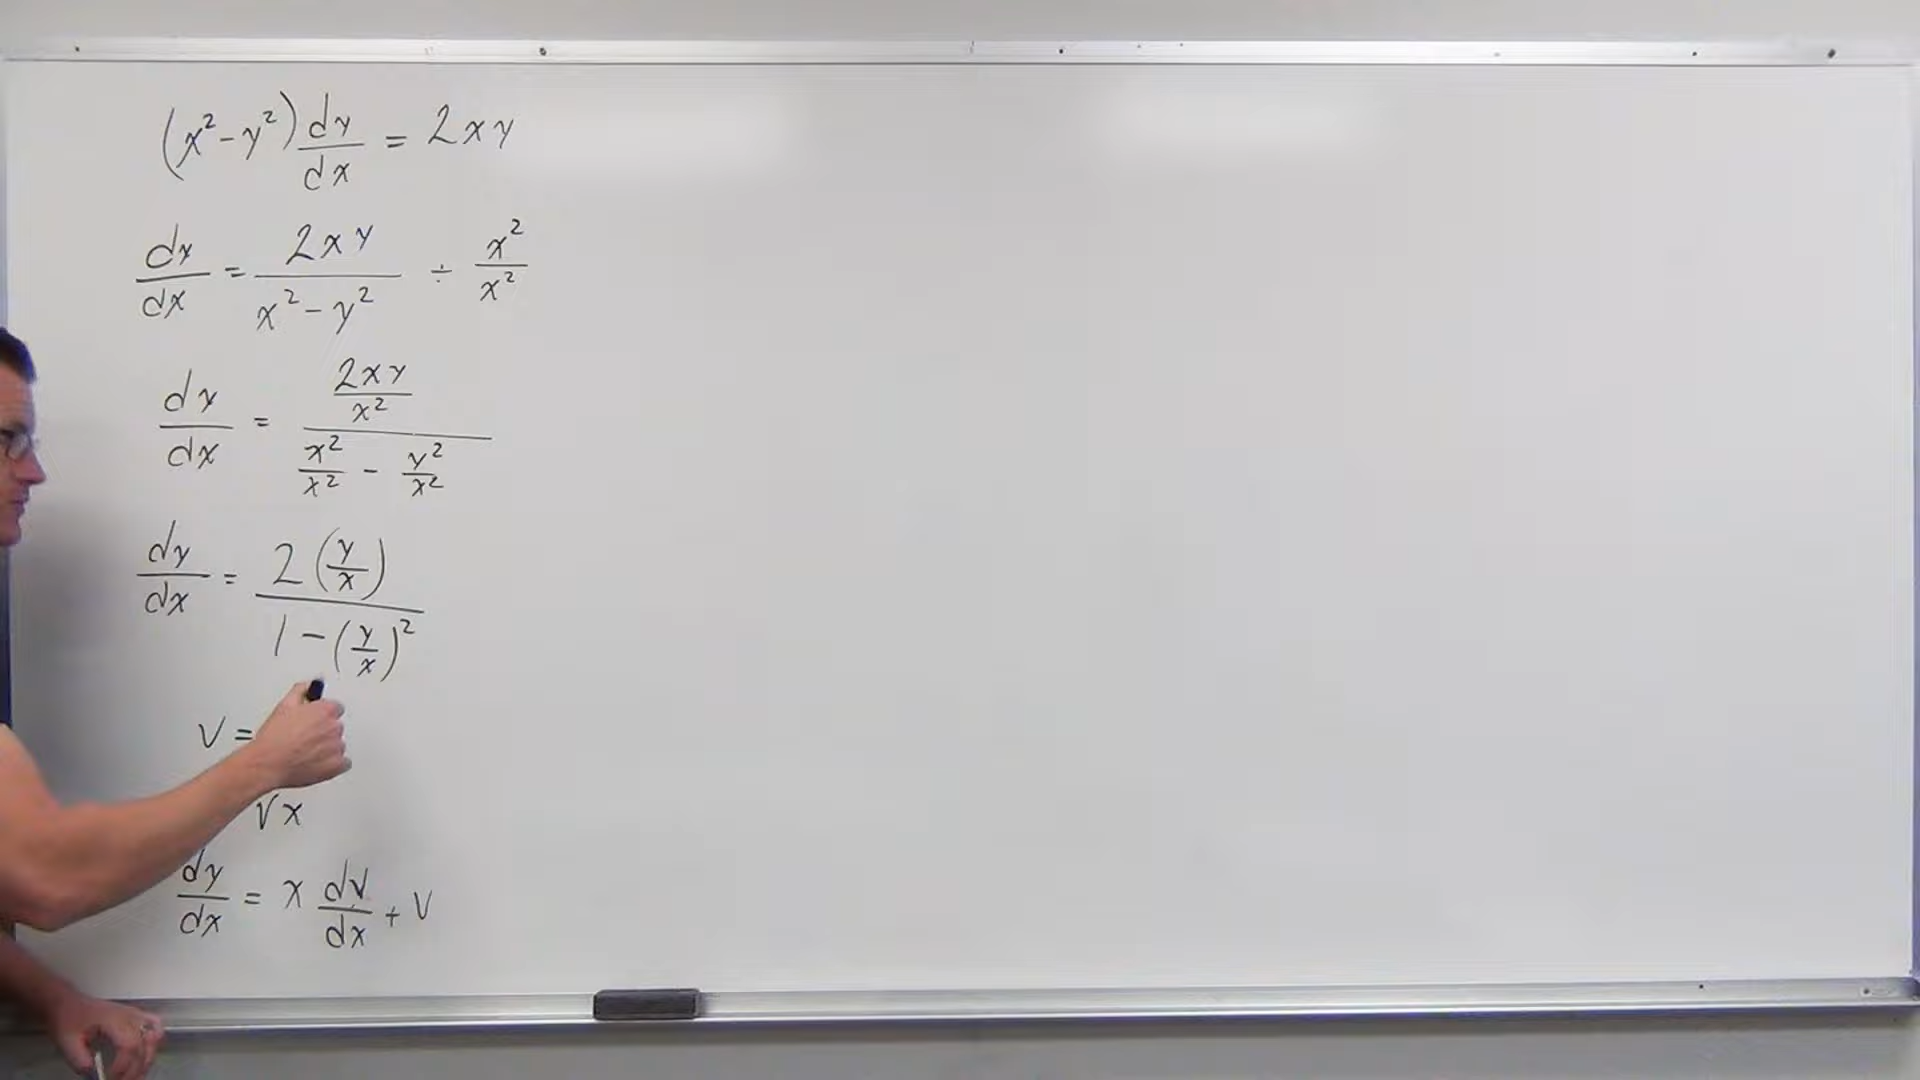 (x² - y²) dy/dx = 2xy
dy/dx = 2xy/(x² - y²) ÷ x²/x²
dy/dx = (2xy/x²)/(x²/x² - y²/x²)
dy/dx = 2(y/x)/(1 - (y/x)²)
v =
vx
dy/dx = x dv/dx + v